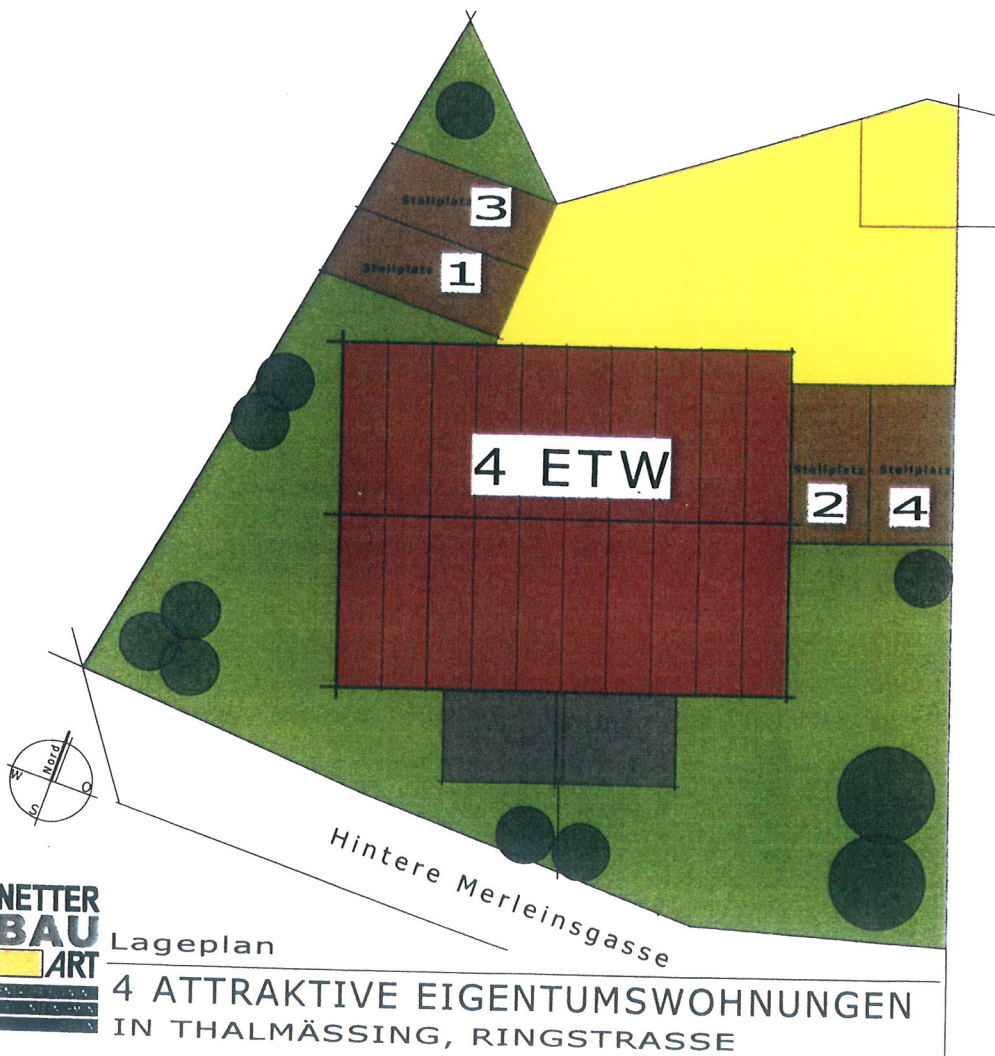 Stellplatz 3
Stellplatz 1
4 ETW
Stellplatz Stellplatz
2 4
Nord
W
O
S
Hintere Merleinsgasse
NETTER
BAU
ART
Lageplan
4 ATTRAKTIVE EIGENTUMSWOHNUNGEN
IN THALMÄSSING, RINGSTRASSE